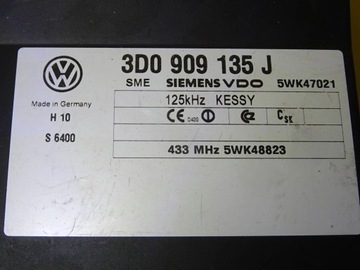 3D0 909 135 J
SME SIEMENS VDO 5WK47021
Made in Germany
125kHz KESSY
H 10
S 6400
433 MHz 5WK48823